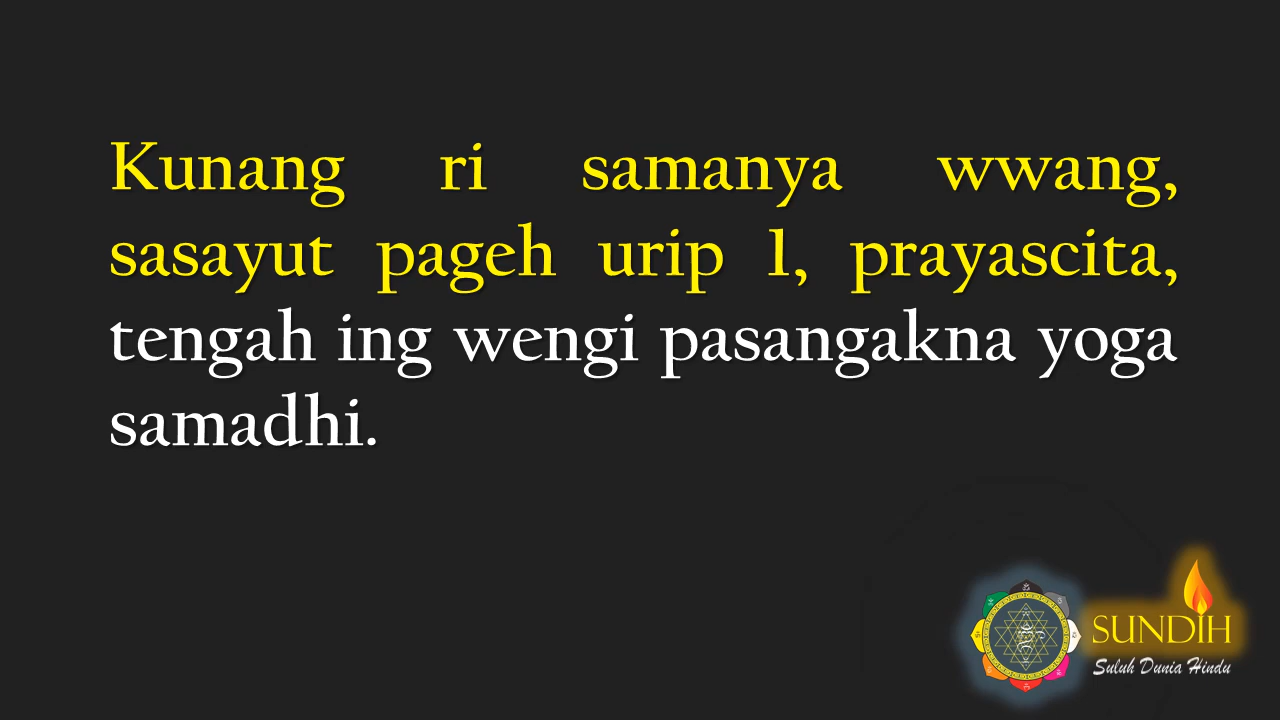 Kunang ri samanya wwang,
sasayut pageh urip 1, prayascita,
tengah ing wengi pasangakna yoga
samadhi.
SUNDIH
Suluh Dunia Hindu